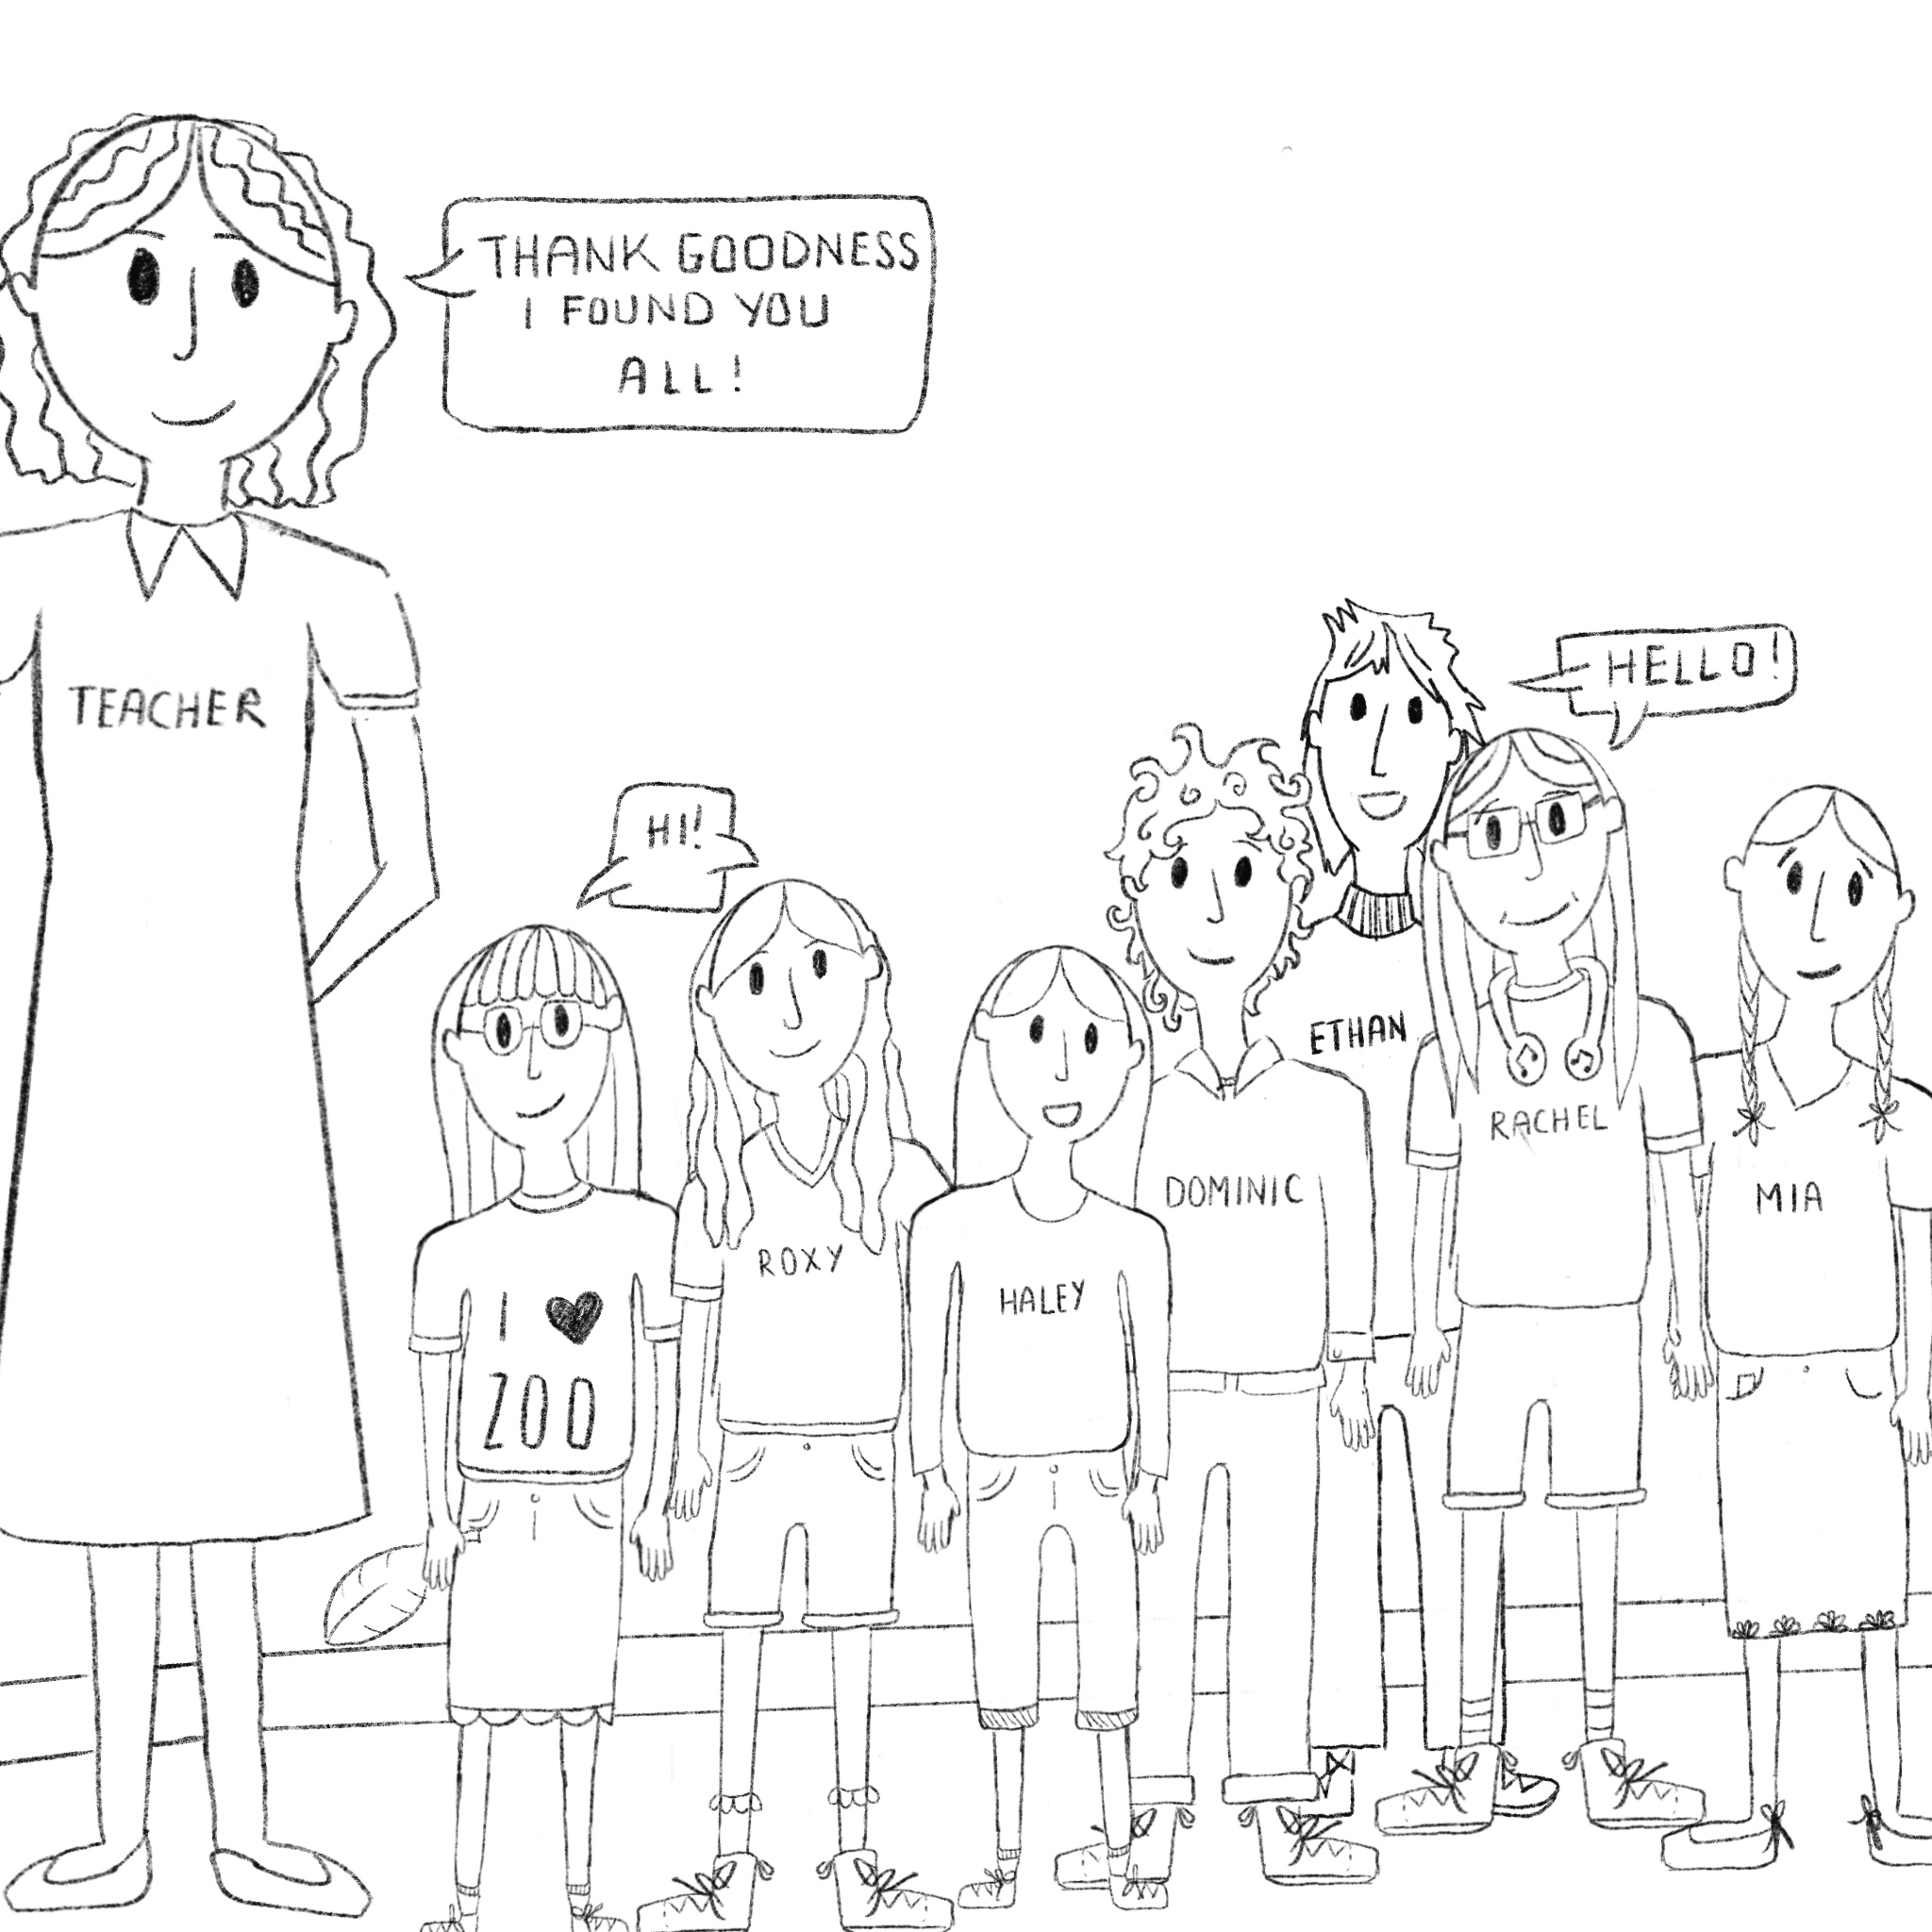 THANK GOODNESS
I FOUND YOU
ALL!
TEACHER
HI!
HELLO!
I ♥
ZOO
ROXY
HALEY
DOMINIC
ETHAN
RACHEL
MIA